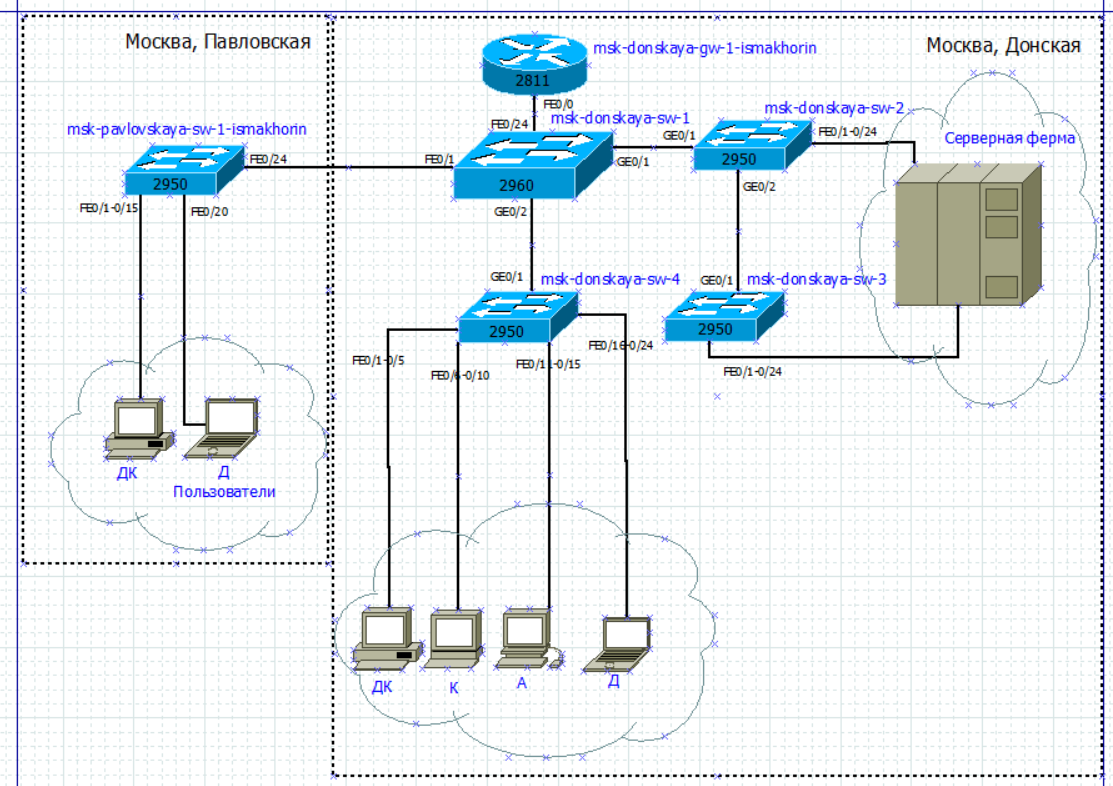 Москва, Павловская
msk-pavlovskaya-sw-1-ismakhorin
2950
FE0/24
FE0/1-0/15
FE0/20
ДК
Д
Пользователи
Москва, Донская
msk-donskaya-gw-1-ismakhorin
2811
FE0/0
FE0/24
msk-donskaya-sw-1
FE0/1
2960
GE0/1
GE0/2
GE0/1
msk-donskaya-sw-2
2950
FE0/1-0/24
GE0/2
Серверная ферма
GE0/1
msk-donskaya-sw-4
2950
GE0/1
msk-donskaya-sw-3
2950
FE0/1-0/24
FE0/1-0/5
FE0/6-0/10
FE0/11-0/15
FE0/16-0/24
ДК
К
А
Д